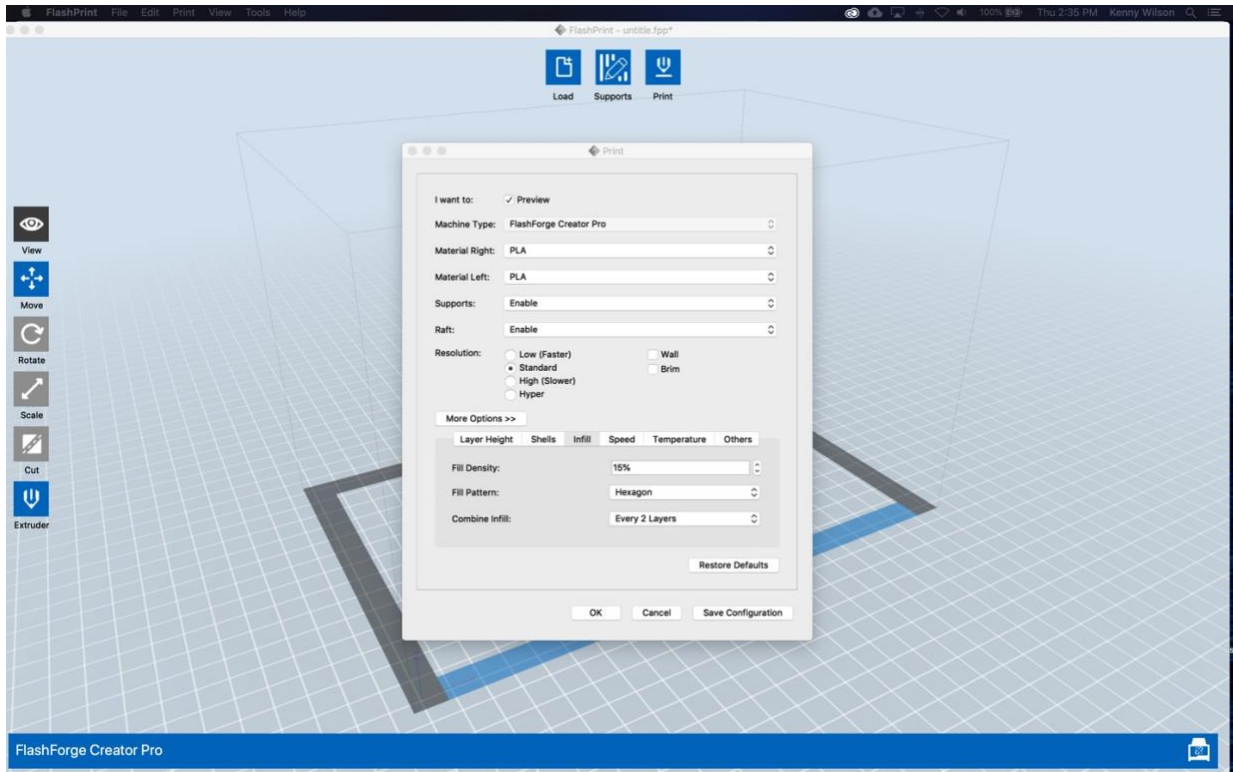 FlashPrint File Edit Print View Tools Help 100% Thu 2:35 PM Kenny Wilson
FlashPrint - untitle.fpp*
Load Supports Print
Print
I want to: Preview
Machine Type: FlashForge Creator Pro
Material Right: PLA
Material Left: PLA
Supports: Enable
Raft: Enable
Resolution: Low (Faster) Wall
Standard Brim
High (Slower)
Hyper
More Options >>
Layer Height Shells Infill Speed Temperature Others
Fill Density: 15%
Fill Pattern: Hexagon
Combine Infill: Every 2 Layers
Restore Defaults
OK Cancel Save Configuration
View
Move
Rotate
Scale
Cut
Extruder
FlashForge Creator Pro